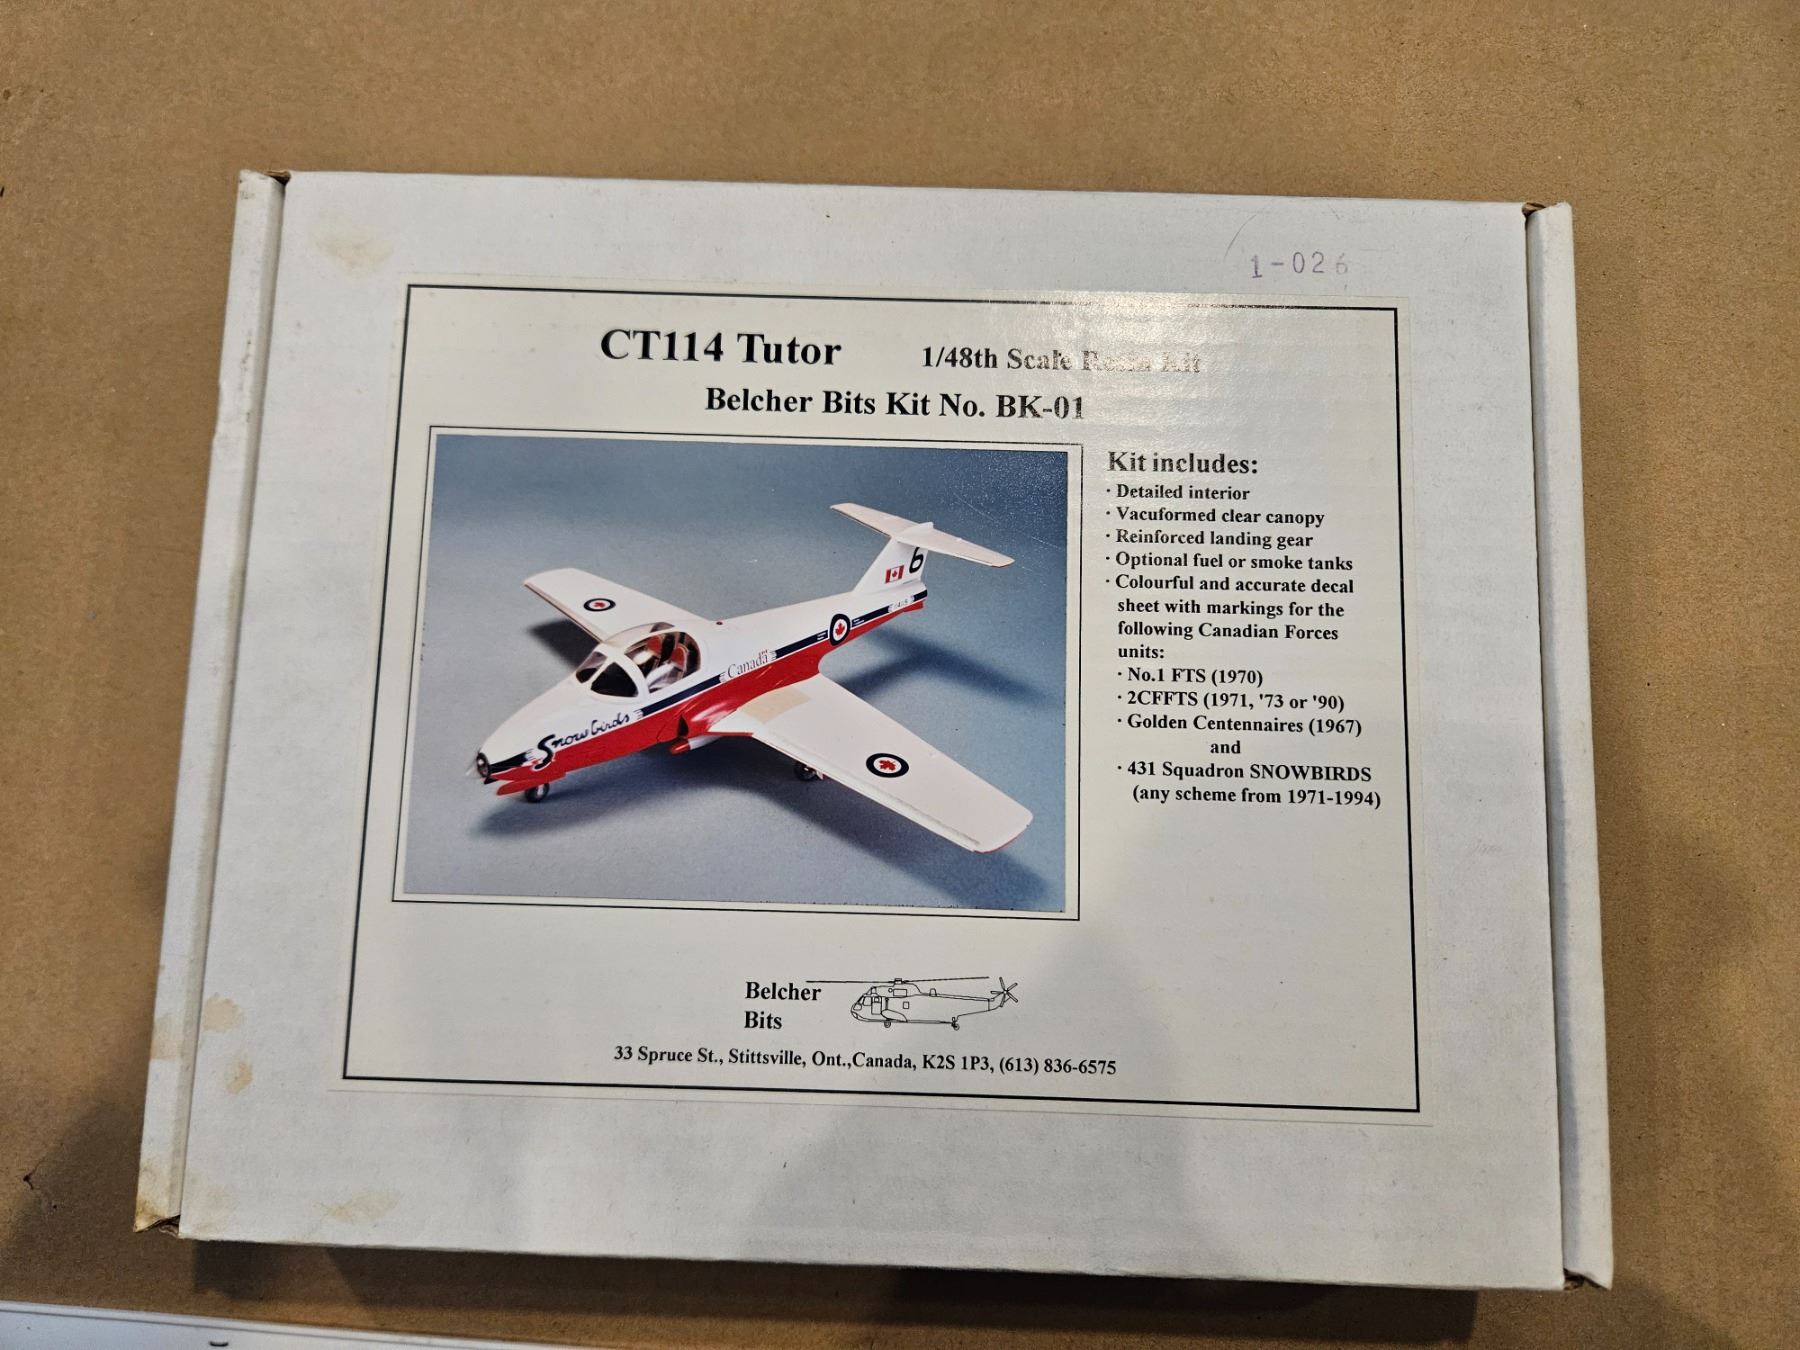 1-026
CT114 Tutor 1/48th Scale Resin Kit
Belcher Bits Kit No. BK-01
Kit includes:
· Detailed interior
· Vacuformed clear canopy
· Reinforced landing gear
· Optional fuel or smoke tanks
· Colourful and accurate decal
sheet with markings for the
following Canadian Forces
units:
· No.1 FTS (1970)
· 2CFFTS (1971, '73 or '90)
· Golden Centennaires (1967)
and
· 431 Squadron SNOWBIRDS
(any scheme from 1971-1994)
6
Canada
Snowbirds
Belcher
Bits
33 Spruce St., Stittsville, Ont.,Canada, K2S 1P3, (613) 836-6575